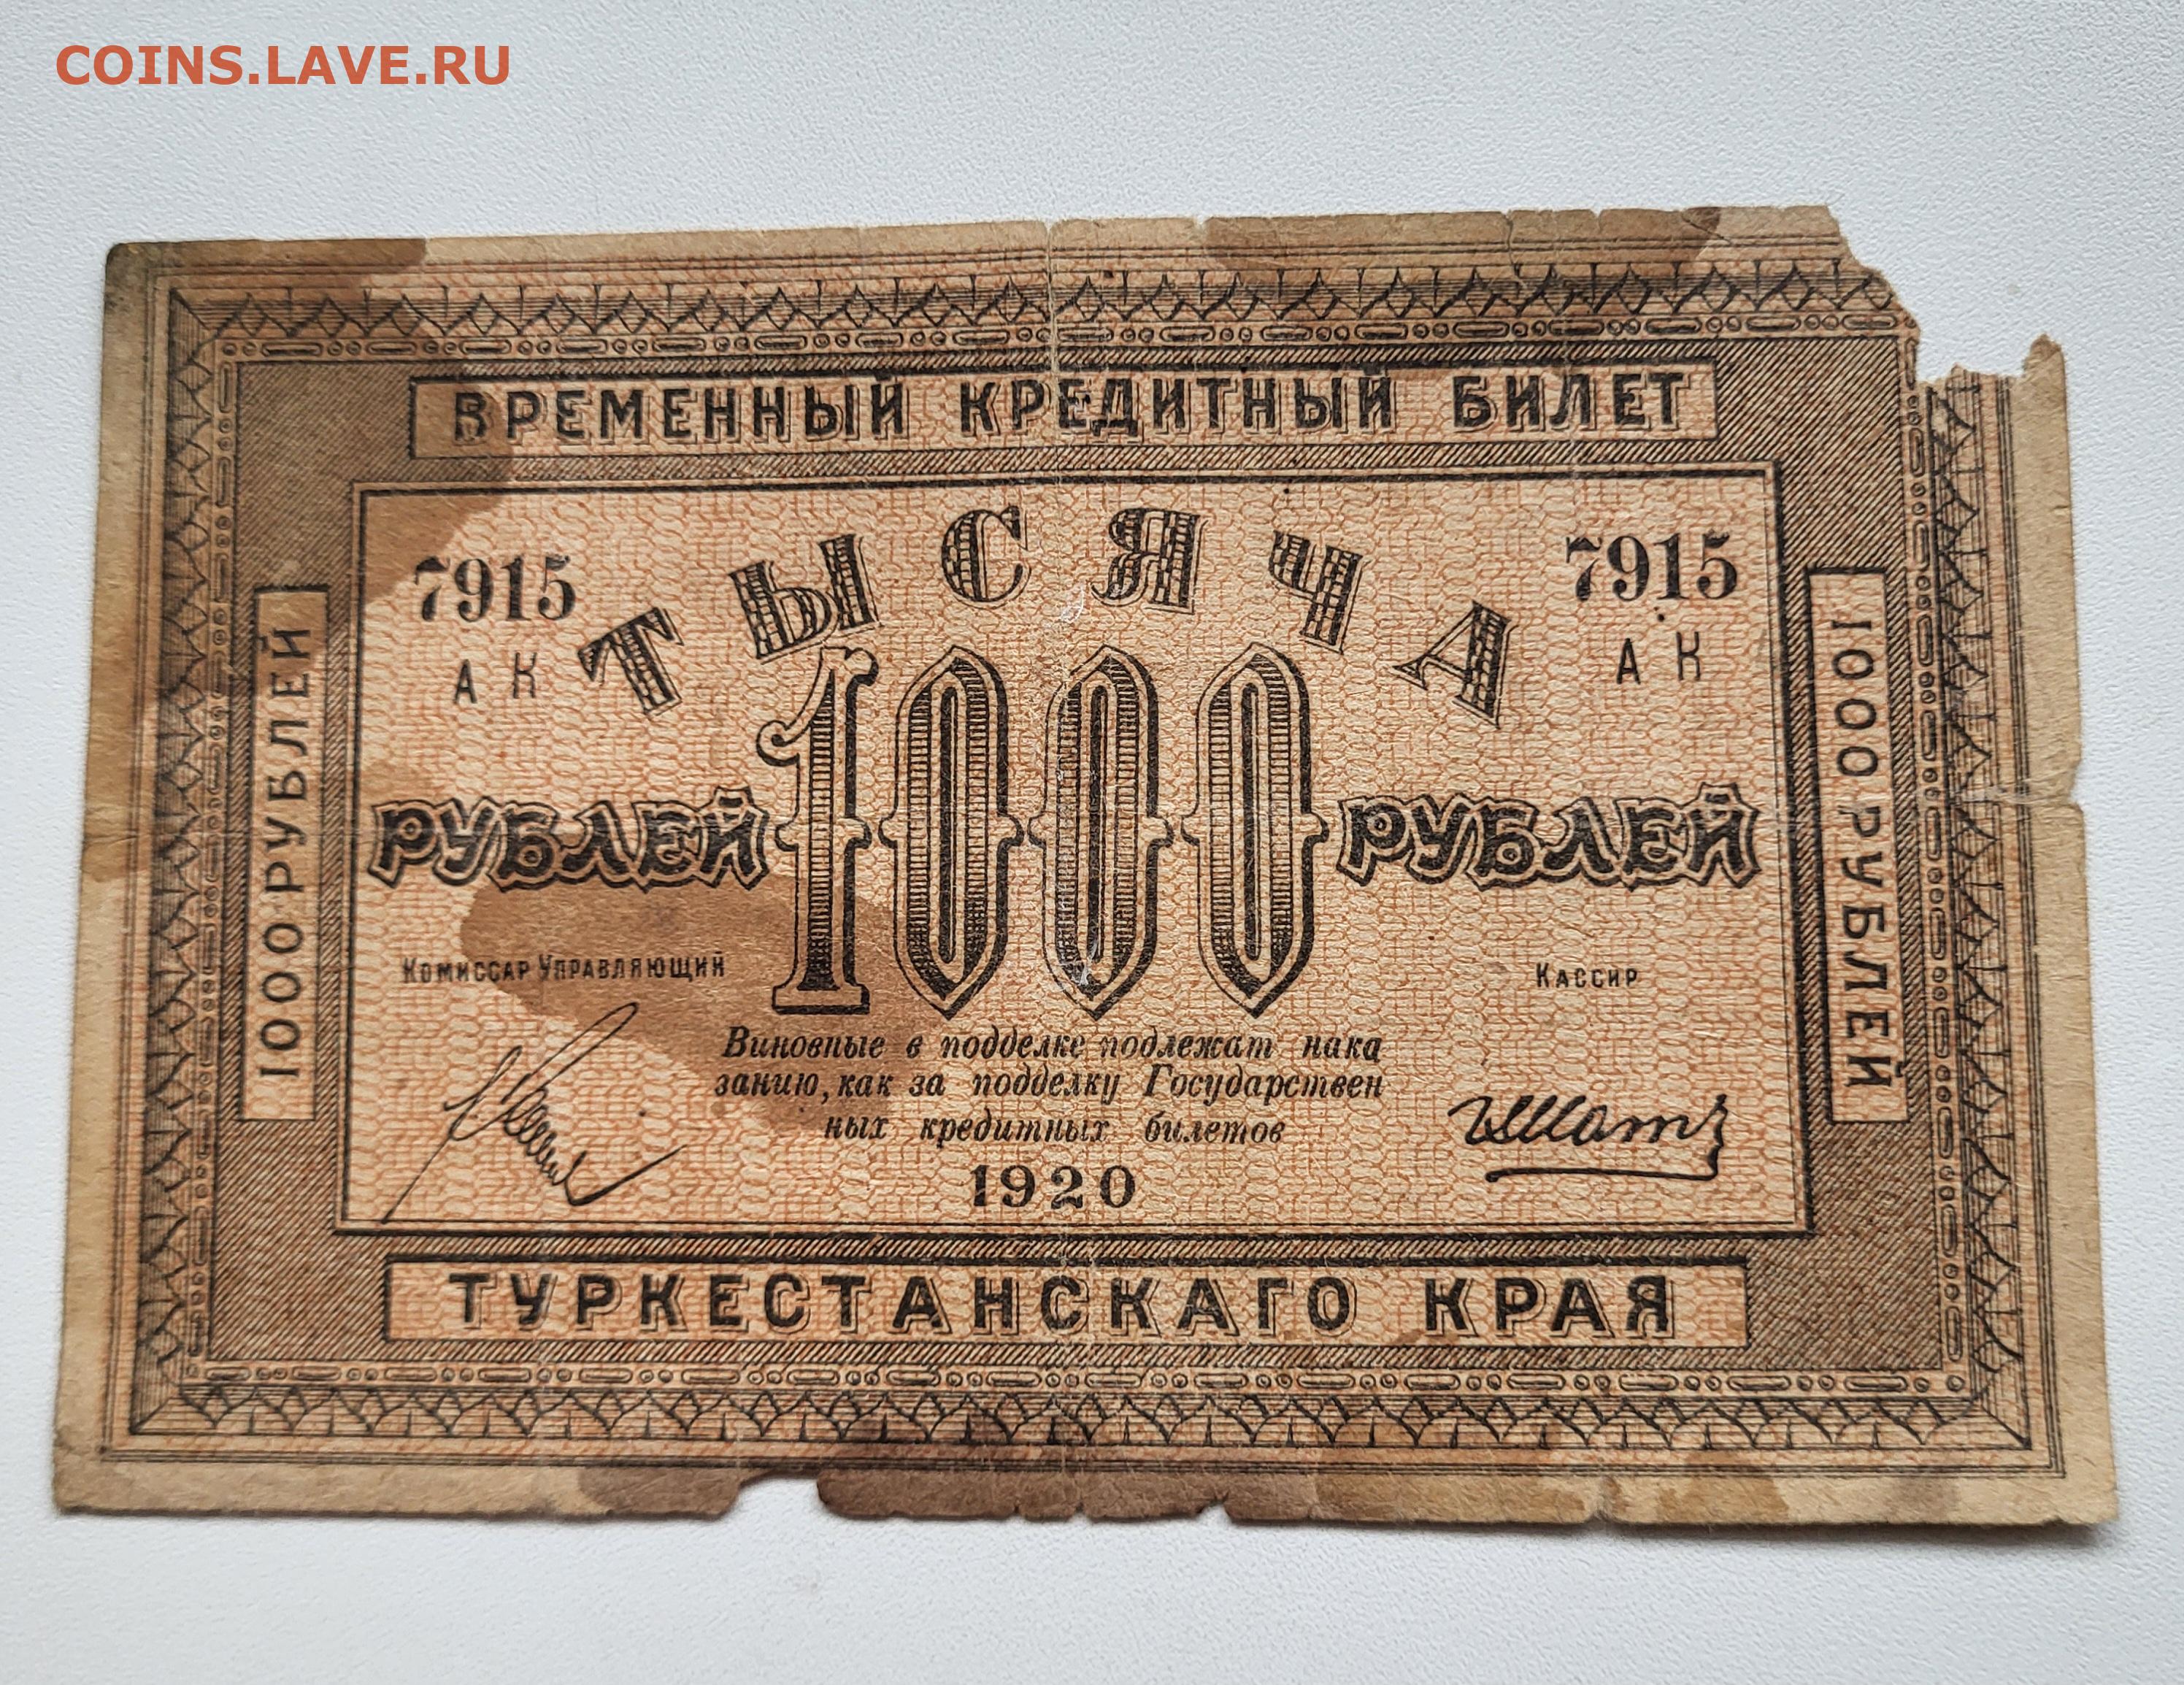 COINS.LAVE.RU
ВРЕМЕННЫЙ КРЕДИТНЫЙ БИЛЕТ
ТЫСЯЧА
7915
АК
7915
АК
1000 РУБЛЕЙ
РУБЛЕЙ 1000 РУБЛЕЙ
1000 РУБЛЕЙ
КОМИССАР УПРАВЛЯЮЩИЙ
КАССИР
Виновные в подделке подлежат нака
занию, как за подделку Государствен
ных кредитных билетов
1920
ТУРКЕСТАНСКАГО КРАЯ